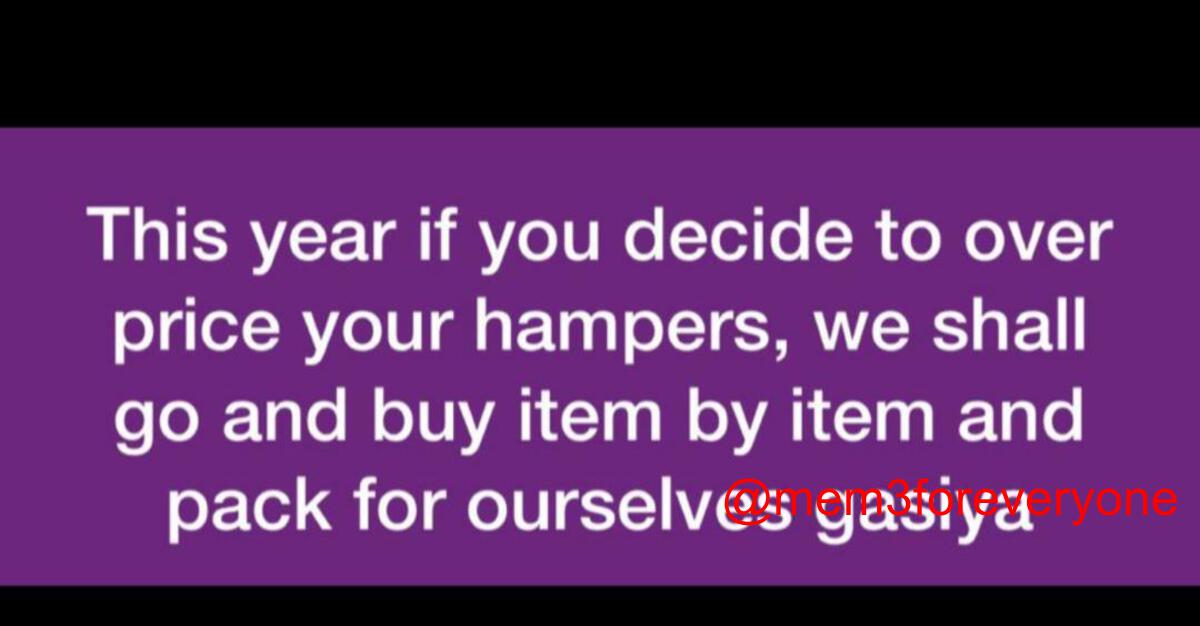 This year if you decide to over
price your hampers, we shall
go and buy item by item and
pack for ourselves gasiya
@mem3foreveryone